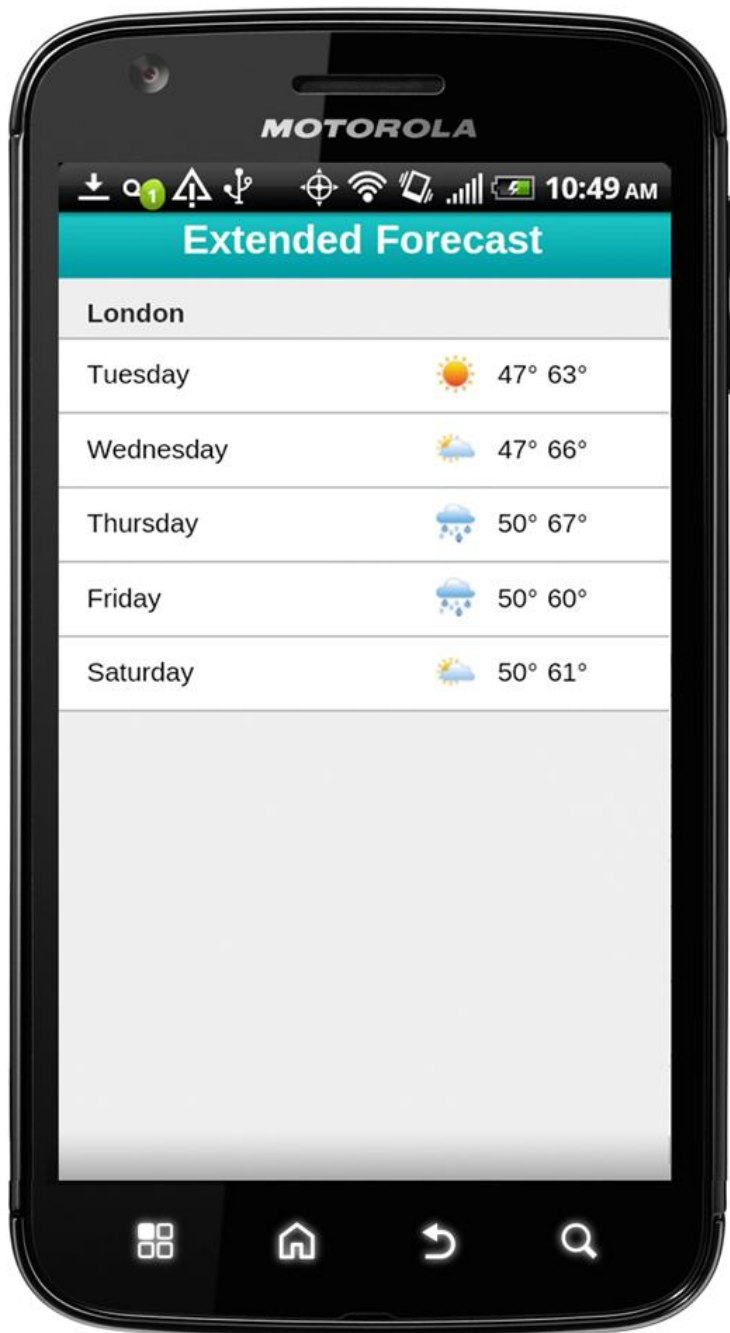 MOTOROLA
1 10:49 AM
Extended Forecast
London
Tuesday 47° 63°
Wednesday 47° 66°
Thursday 50° 67°
Friday 50° 60°
Saturday 50° 61°